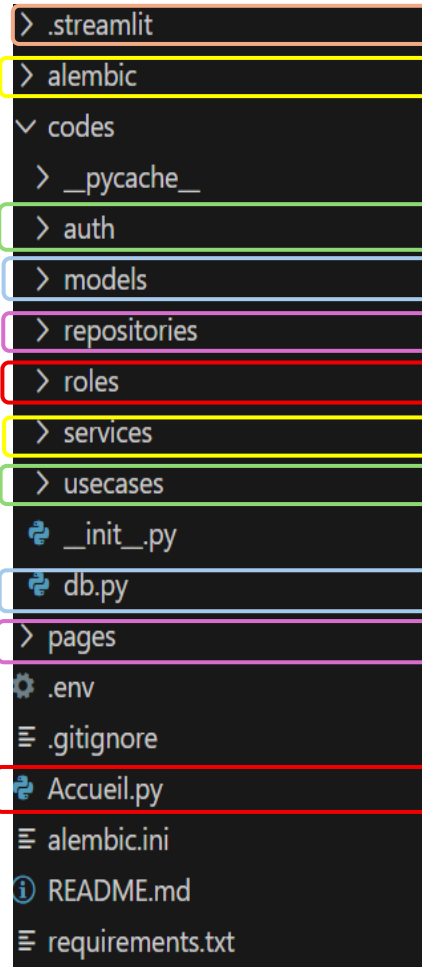 .streamlit
alembic
codes
__pycache__
auth
models
repositories
roles
services
usecases
__init__.py
db.py
pages
.env
.gitignore
Accueil.py
alembic.ini
README.md
requirements.txt